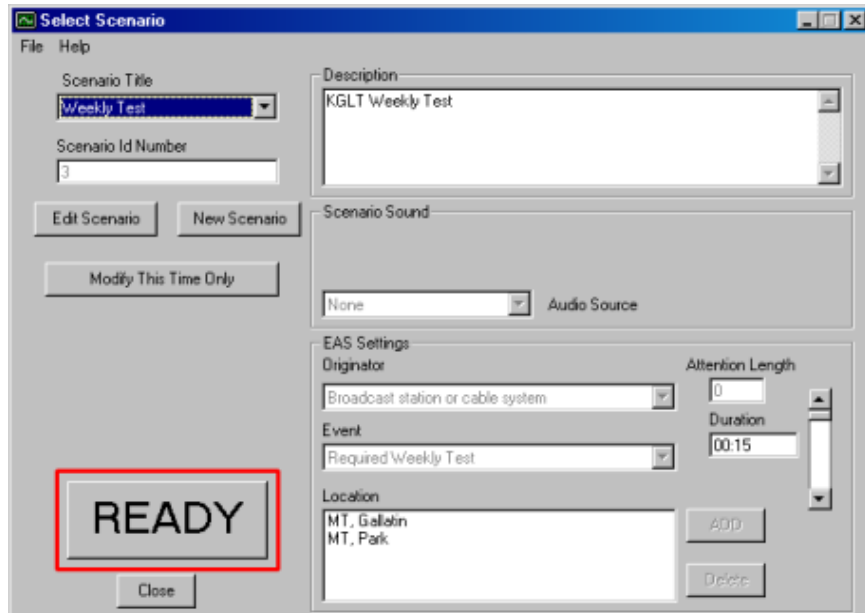 Select Scenario
File Help
Scenario Title
Weekly Test
Scenario Id Number
3
Edit Scenario New Scenario
Modify This Time Only
READY
Close
Description
KGLT Weekly Test
Scenario Sound
None Audio Source
EAS Settings
Originator
Broadcast station or cable system
Event
Required Weekly Test
Attention Length
0
Duration
00:15
Location
MT, Gallatin
MT, Park
ADD
Delete